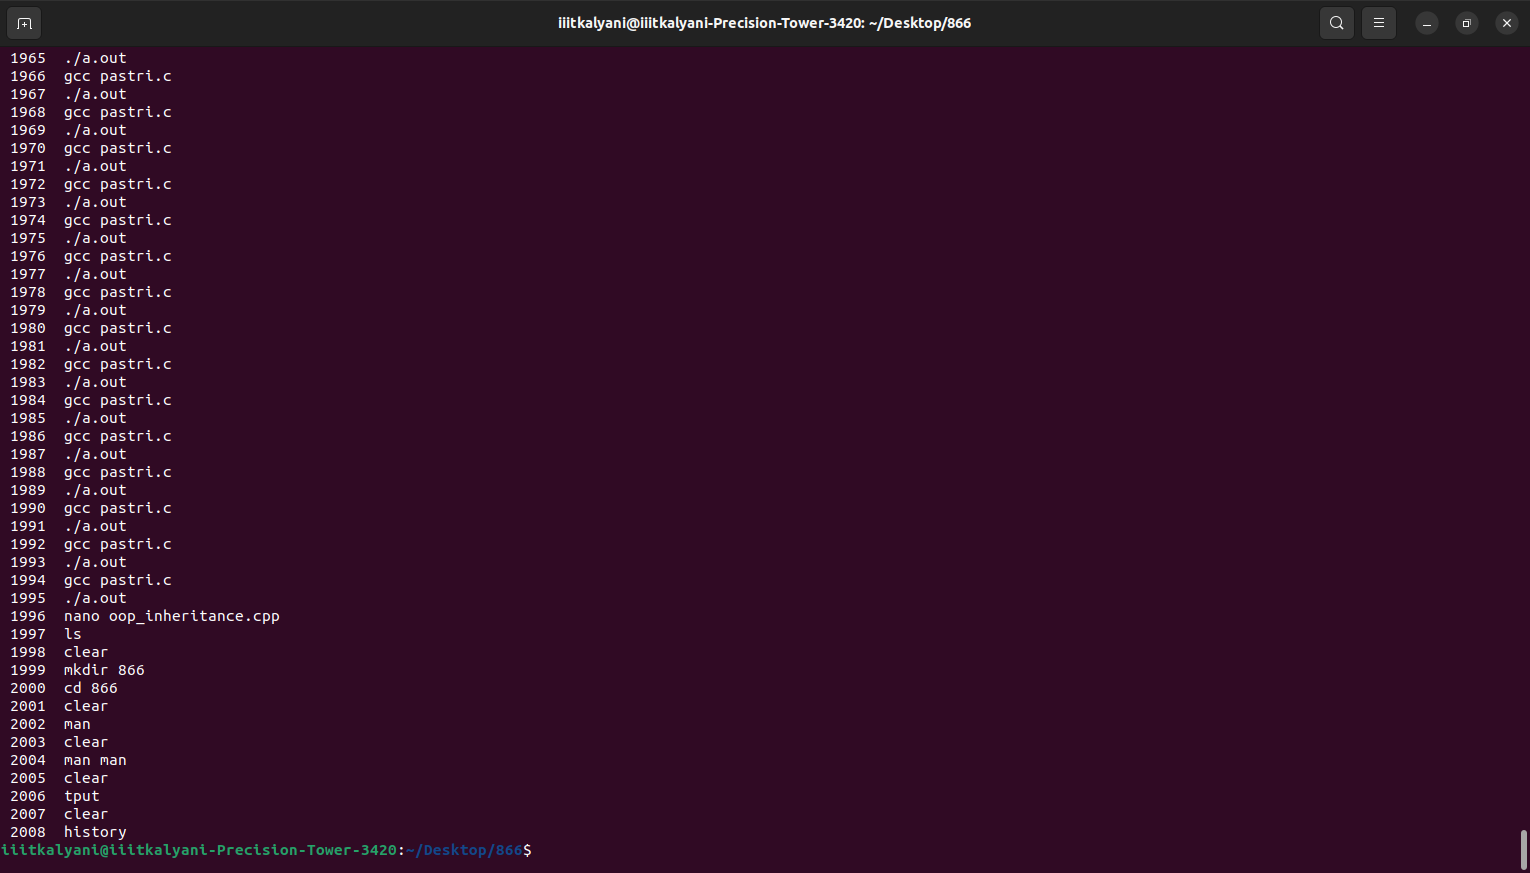 iiitkalyani@iiitkalyani-Precision-Tower-3420: ~/Desktop/866
1965 ./a.out
1966 gcc pastri.c
1967 ./a.out
1968 gcc pastri.c
1969 ./a.out
1970 gcc pastri.c
1971 ./a.out
1972 gcc pastri.c
1973 ./a.out
1974 gcc pastri.c
1975 ./a.out
1976 gcc pastri.c
1977 ./a.out
1978 gcc pastri.c
1979 ./a.out
1980 gcc pastri.c
1981 ./a.out
1982 gcc pastri.c
1983 ./a.out
1984 gcc pastri.c
1985 ./a.out
1986 gcc pastri.c
1987 ./a.out
1988 gcc pastri.c
1989 ./a.out
1990 gcc pastri.c
1991 ./a.out
1992 gcc pastri.c
1993 ./a.out
1994 gcc pastri.c
1995 ./a.out
1996 nano oop_inheritance.cpp
1997 ls
1998 clear
1999 mkdir 866
2000 cd 866
2001 clear
2002 man
2003 clear
2004 man man
2005 clear
2006 tput
2007 clear
2008 history
iiitkalyani@iiitkalyani-Precision-Tower-3420:~/Desktop/866$